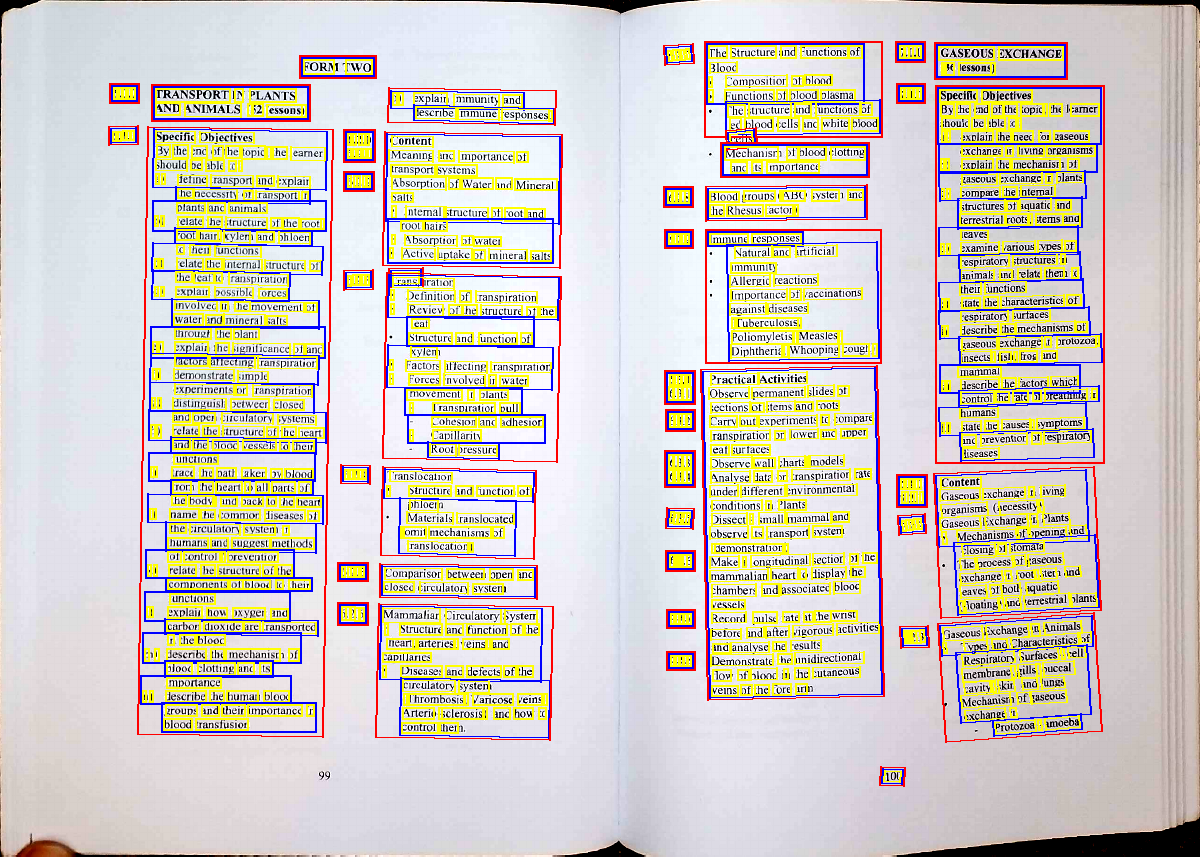 FORM TWO
TRANSPORT IN PLANTS
AND ANIMALS (52 lessons)
Specific Objectives
By the end of the topic, the learner
should be able to:
define transport and explain
the necessity of transport in
plants and animals
relate the structure of the root
root hair, xylem and phloem
to their functions
relate the internal structure of
the leaf to transpiration
explain possible forces
involved in the movement of
water and mineral salts
through the plant
explain the significance of and
factors affecting transpiration
demonstrate simple
experiments on transpiration
distinguish between closed
and open circulatory systems
relate the structure of the heart
and the blood vessels to their
functions
trace the path taken by blood
from the heart to all parts of
the body and back to the heart
name the common diseases of
the circulatory system in
humans and suggest methods
of control / prevention
relate the structure of the
components of blood to their
functions
explain how oxygen and
carbon dioxide are transported
in the blood
describe the mechanism of
blood clotting and its
importance
describe the human blood
groups and their importance in
blood transfusion
explain immunity and
describe immune responses.
Content
Meaning and importance of
transport systems
Absorption of Water and Mineral
Salts
Internal structure of root and
root hairs
Absorption of water
Active uptake of mineral salts
Transpiration
Definition of transpiration
Review of the structure of the
leaf
• Structure and function of
xylem
Factors affecting transpiration
Forces involved in water
movement in plants
- Transpiration pull
- Cohesion and adhesion
- Capillarity
- Root pressure
Translocation
Structure and function of
phloem
• Materials translocated
(omit mechanisms of
translocation)
Comparison between open and
closed circulatory system
6.2.6
Mammalian Circulatory System
Structure and function of the
heart, arteries, veins and
capillaries
Diseases and defects of the
circulatory system
(Thrombosis, Varicose veins
Arterio sclerosis) and how to
control them.
99
The Structure and Functions of
Blood
• Composition of blood
• Functions of blood plasma
• The structure and functions of
red blood cells and white blood
cells
• Mechanism of blood clotting
and its importance
Blood groups (ABO system and
the Rhesus factor)
Immune responses
• Natural and artificial
immunity
• Allergic reactions
• Importance of vaccinations
against diseases
(Tuberculosis,
Poliomyletis, Measles
Diphtheria, Whooping cough)
Practical Activities
Observe permanent slides of
sections of stems and roots
Carry out experiments to compare
transpiration on lower and upper
leaf surfaces
Observe wall charts/models
Analyse data on transpiration rate
under different environmental
conditions in Plants
Dissect a small mammal and
observe its transport system
(demonstration)
Make a longitudinal section of the
mammalian heart to display the
chambers and associated blood
vessels
Record pulse rate at the wrist
before and after vigorous activities
and analyse the results
Demonstrate the unidirectional
flow of blood in the cutaneous
veins of the fore arm
GASEOUS EXCHANGE
(36 lessons)
Specific Objectives
By the end of the topic, the learner
should be able to:
explain the need for gaseous
exchange in living organisms
explain the mechanism of
gaseous exchange in plants
compare the internal
structures of aquatic and
terrestrial roots, stems and
leaves
examine various types of
respiratory structures in
animals and relate them to
their functions
state the characteristics of
respiratory surfaces
describe the mechanisms of
gaseous exchange in protozoa,
insects, fish, frog and
mammal
describe the factors which
control the rate of breathing in
humans
state the causes, symptoms
and prevention of respiratory
diseases
Content
Gaseous exchange in living
organisms (necessity)
Gaseous Exchange in Plants
Mechanisms of opening and
closing of stomata
• The process of gaseous
exchange in root, stem and
leaves of both aquatic
(floating) and terrestrial plants
Gaseous Exchange in Animals
Types and Characteristics of
Respiratory Surfaces - cell
membrane, gills, buccal
cavity, skin, and lungs
• Mechanism of gaseous
exchange in
- Protozoa - amoeba
100